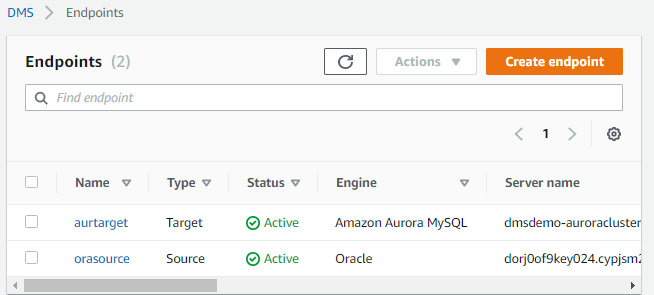 DMS > Endpoints
Endpoints (2)
Actions
Create endpoint
Find endpoint
1
Name Type Status Engine Server name
aurtarget Target Active Amazon Aurora MySQL dmsdemo-auroracluster
orasource Source Active Oracle dorj0of9key024.cypjsm2